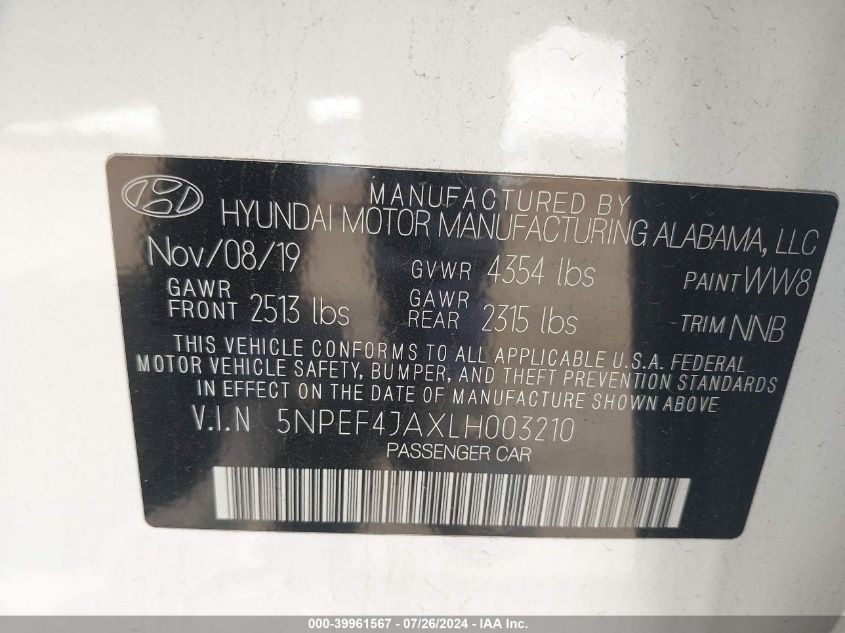 MANUFACTURED BY
HYUNDAI MOTOR MANUFACTURING ALABAMA, LLC
Nov/08/19 GVWR 4354 lbs PAINT WW8
GAWR FRONT 2513 lbs GAWR REAR 2315 lbs TRIM NNB
THIS VEHICLE CONFORMS TO ALL APPLICABLE U.S.A. FEDERAL
MOTOR VEHICLE SAFETY, BUMPER, AND THEFT PREVENTION STANDARDS
IN EFFECT ON THE DATE OF MANUFACTURE SHOWN ABOVE
V.I.N 5NPEF4JAXLH003210
PASSENGER CAR
000-39961567 - 07/26/2024 - IAA Inc.